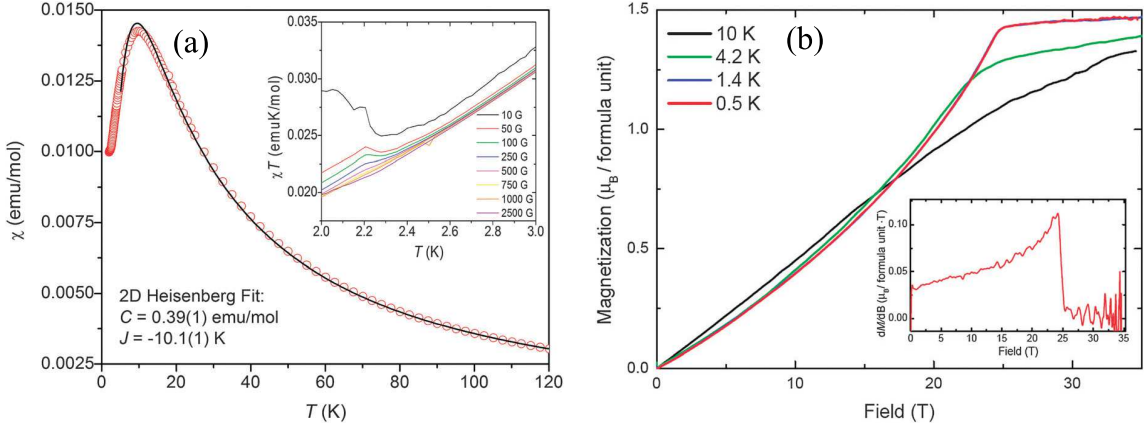 (a)
χ (emu/mol)
0.0150
0.0125
0.0100
0.0075
0.0050
0.0025
0 20 40 60 80 100 120
T (K)
2D Heisenberg Fit:
C = 0.39(1) emu/mol
J = -10.1(1) K
χT (emuK/mol)
0.035
0.030
0.025
0.020
2.0 2.2 2.4 2.6 2.8 3.0
T (K)
10 G
50 G
100 G
250 G
500 G
750 G
1000 G
2500 G
(b)
Magnetization (μB / formula unit)
1.5
1.0
0.5
0.0
0 10 20 30
Field (T)
10 K
4.2 K
1.4 K
0.5 K
dM/dB (μB/ formula unit ·T)
0.10
0.05
0.00
0 5 10 15 20 25 30 35
Field (T)